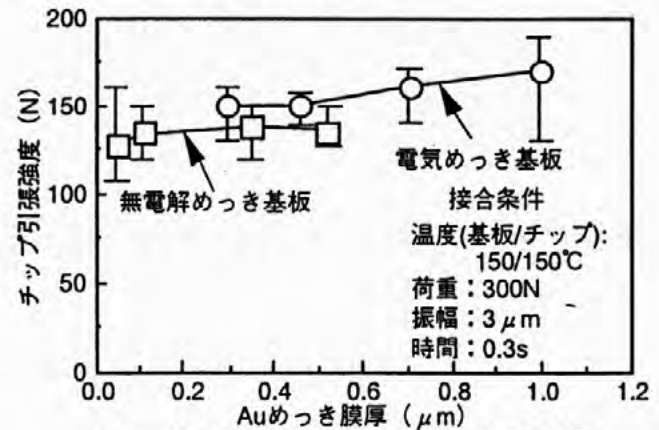 200
150
100
50
0
チップ引張強度 (N)
無電解めっき基板
電気めっき基板
接合条件
温度(基板/チップ):
150/150℃
荷重：300N
振幅：3μm
時間：0.3s
0.0 0.2 0.4 0.6 0.8 1.0 1.2
Auめっき膜厚 (μm)